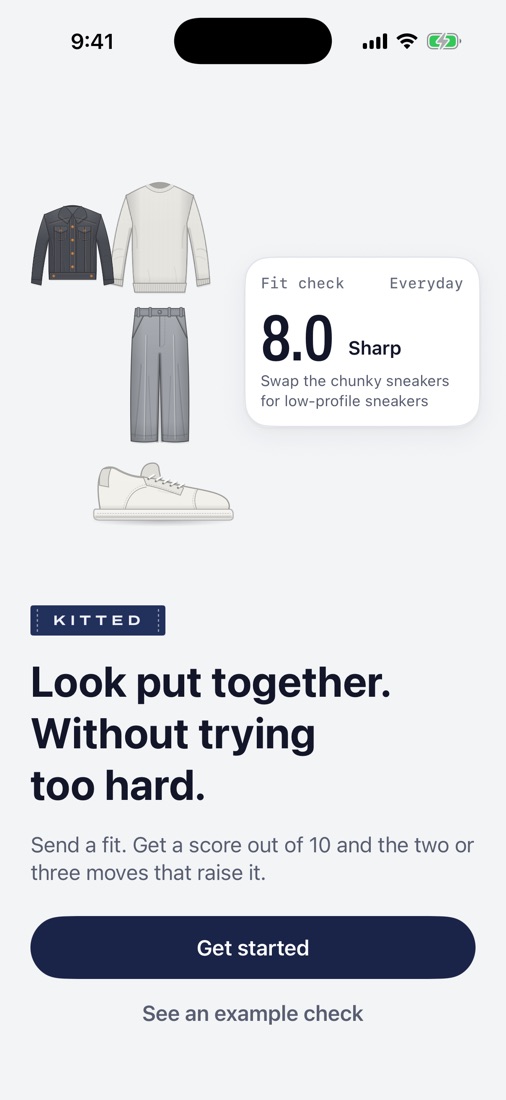 9:41
Fit check Everyday
8.0 Sharp
Swap the chunky sneakers
for low-profile sneakers
KITTED
Look put together.
Without trying
too hard.
Send a fit. Get a score out of 10 and the two or
three moves that raise it.
Get started
See an example check